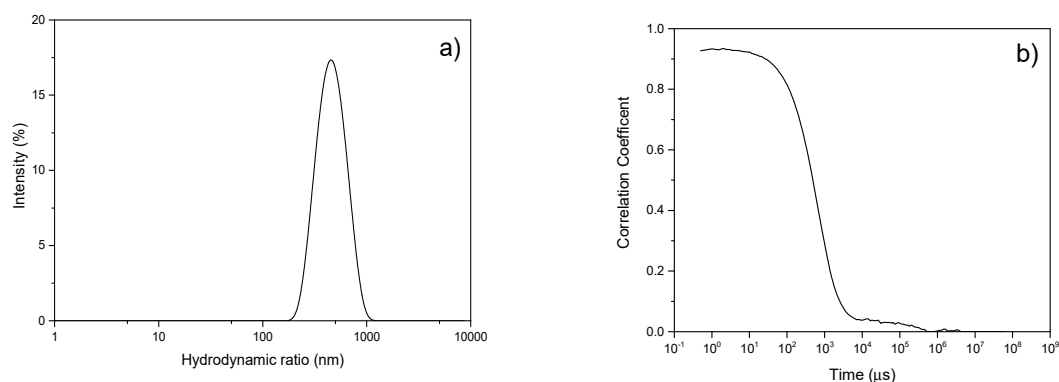 a)
20
15
10
5
0
Intensity (%)
1 10 100 1000 10000
Hydrodynamic ratio (nm)
b)
1.0
0.8
0.6
0.4
0.2
0.0
Correlation Coefficent
10⁻¹ 10⁰ 10¹ 10² 10³ 10⁴ 10⁵ 10⁶ 10⁷ 10⁸ 10⁹
Time (µs)